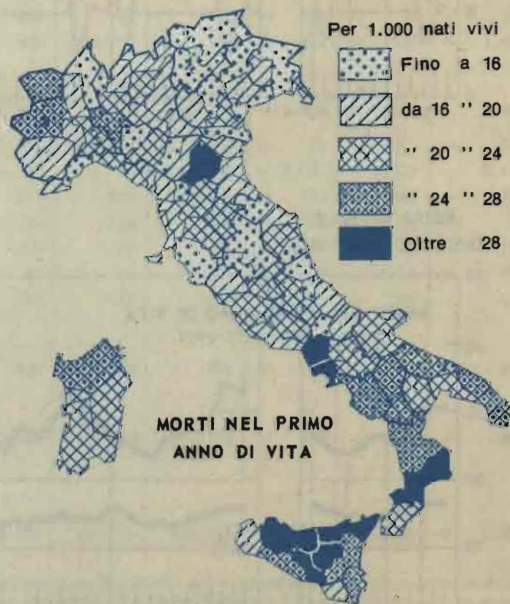 Per 1.000 nati vivi
Fino a 16
da 16 " 20
" 20 " 24
" 24 " 28
Oltre 28
MORTI NEL PRIMO
ANNO DI VITA